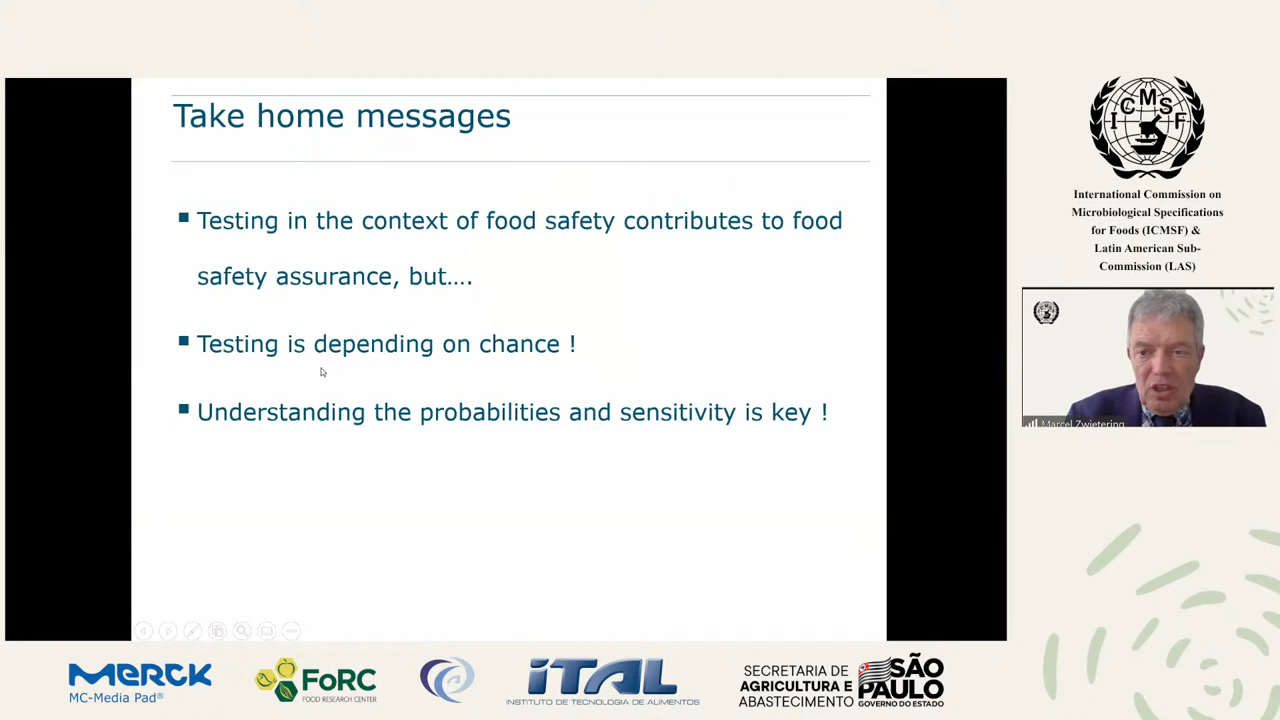 Take home messages
Testing in the context of food safety contributes to food
safety assurance, but....
Testing is depending on chance !
Understanding the probabilities and sensitivity is key !
ICMSF
International Commission on
Microbiological Specifications
for Foods (ICMSF) &
Latin American Sub-
Commission (LAS)
Marcel Zwietering
MERCK
MC-Media Pad®
FoRC
FOOD RESEARCH CENTER
iTAL
INSTITUTO DE TECNOLOGIA DE ALIMENTOS
SECRETARIA DE
AGRICULTURA E
ABASTECIMENTO
SÃO
PAULO
GOVERNO DO ESTADO